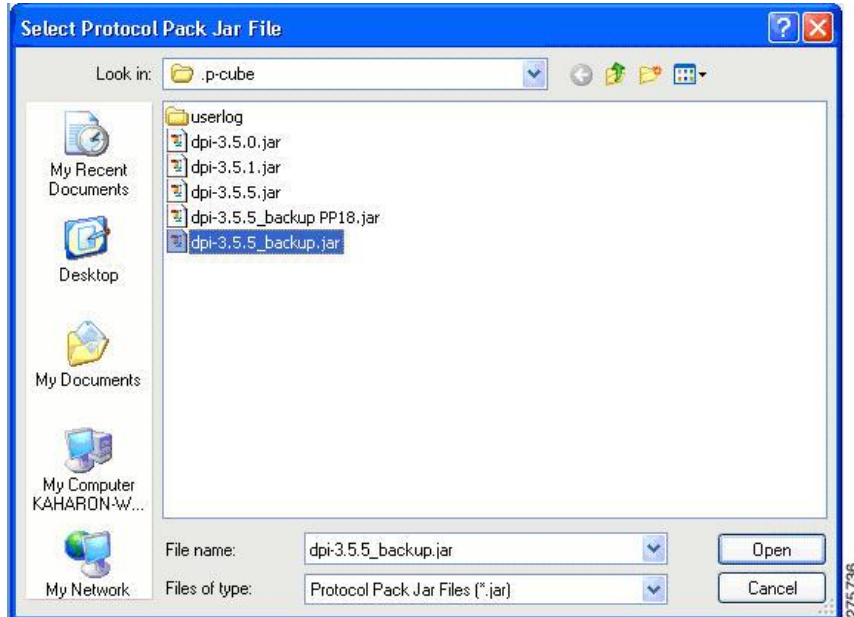 Select Protocol Pack Jar File
Look in:
.p-cube
My Recent
Documents
Desktop
My Documents
My Computer
KAHARON-W...
My Network
userlog
dpi-3.5.0.jar
dpi-3.5.1.jar
dpi-3.5.5.jar
dpi-3.5.5_backup PP18.jar
dpi-3.5.5_backup.jar
File name:
dpi-3.5.5_backup.jar
Open
Files of type:
Protocol Pack Jar Files (*.jar)
Cancel
275736